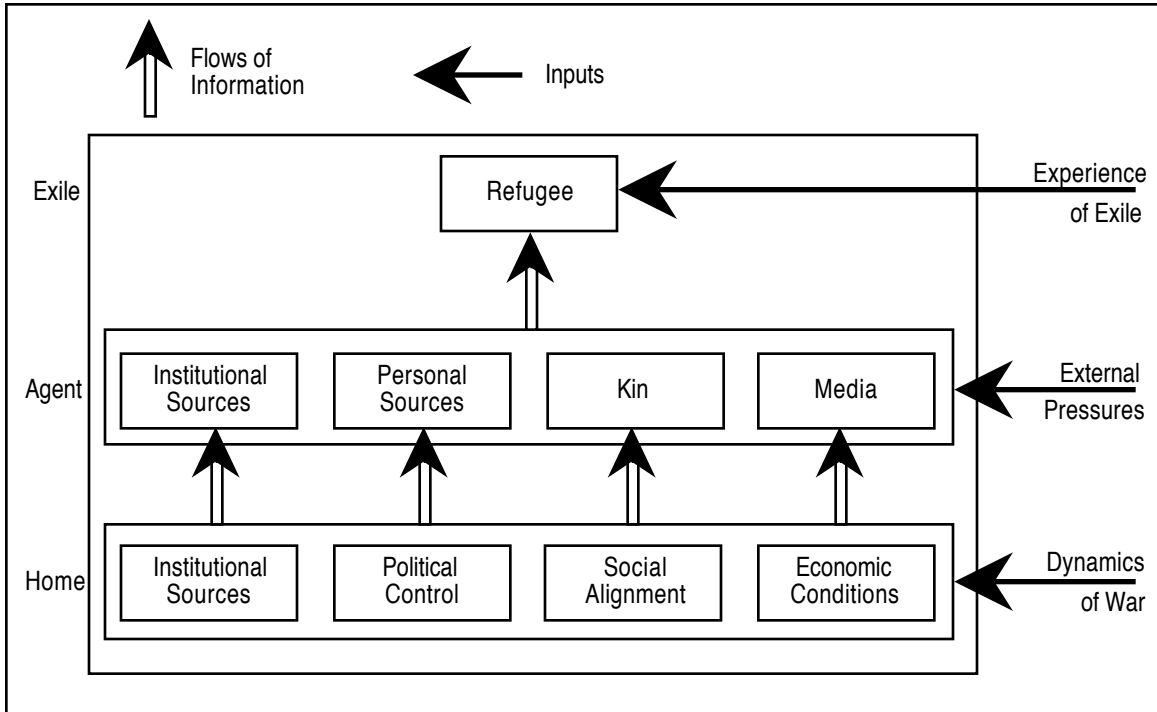 Flows of
Information
Inputs
Exile
Refugee
Experience
of Exile
Agent
Institutional
Sources
Personal
Sources
Kin
Media
External
Pressures
Home
Institutional
Sources
Political
Control
Social
Alignment
Economic
Conditions
Dynamics
of War